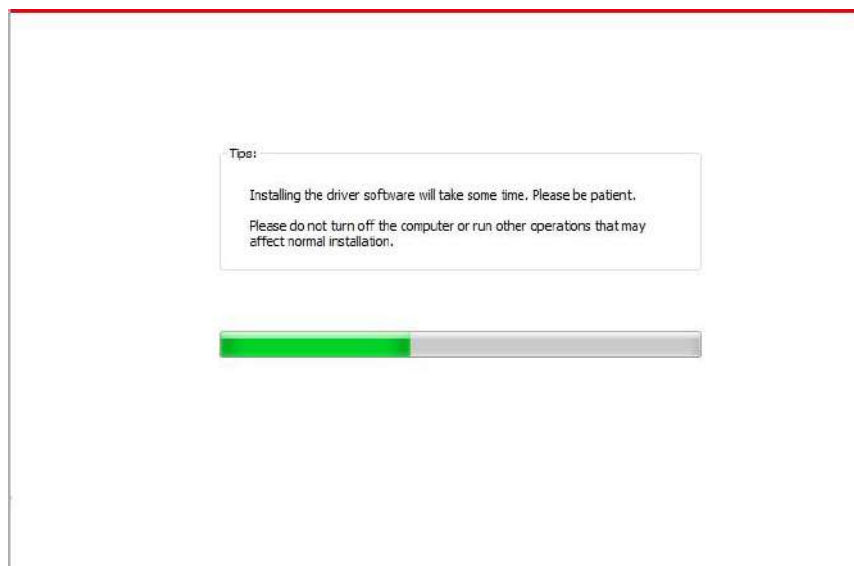 Tips:
Installing the driver software will take some time. Please be patient.
Please do not turn off the computer or run other operations that may
affect normal installation.